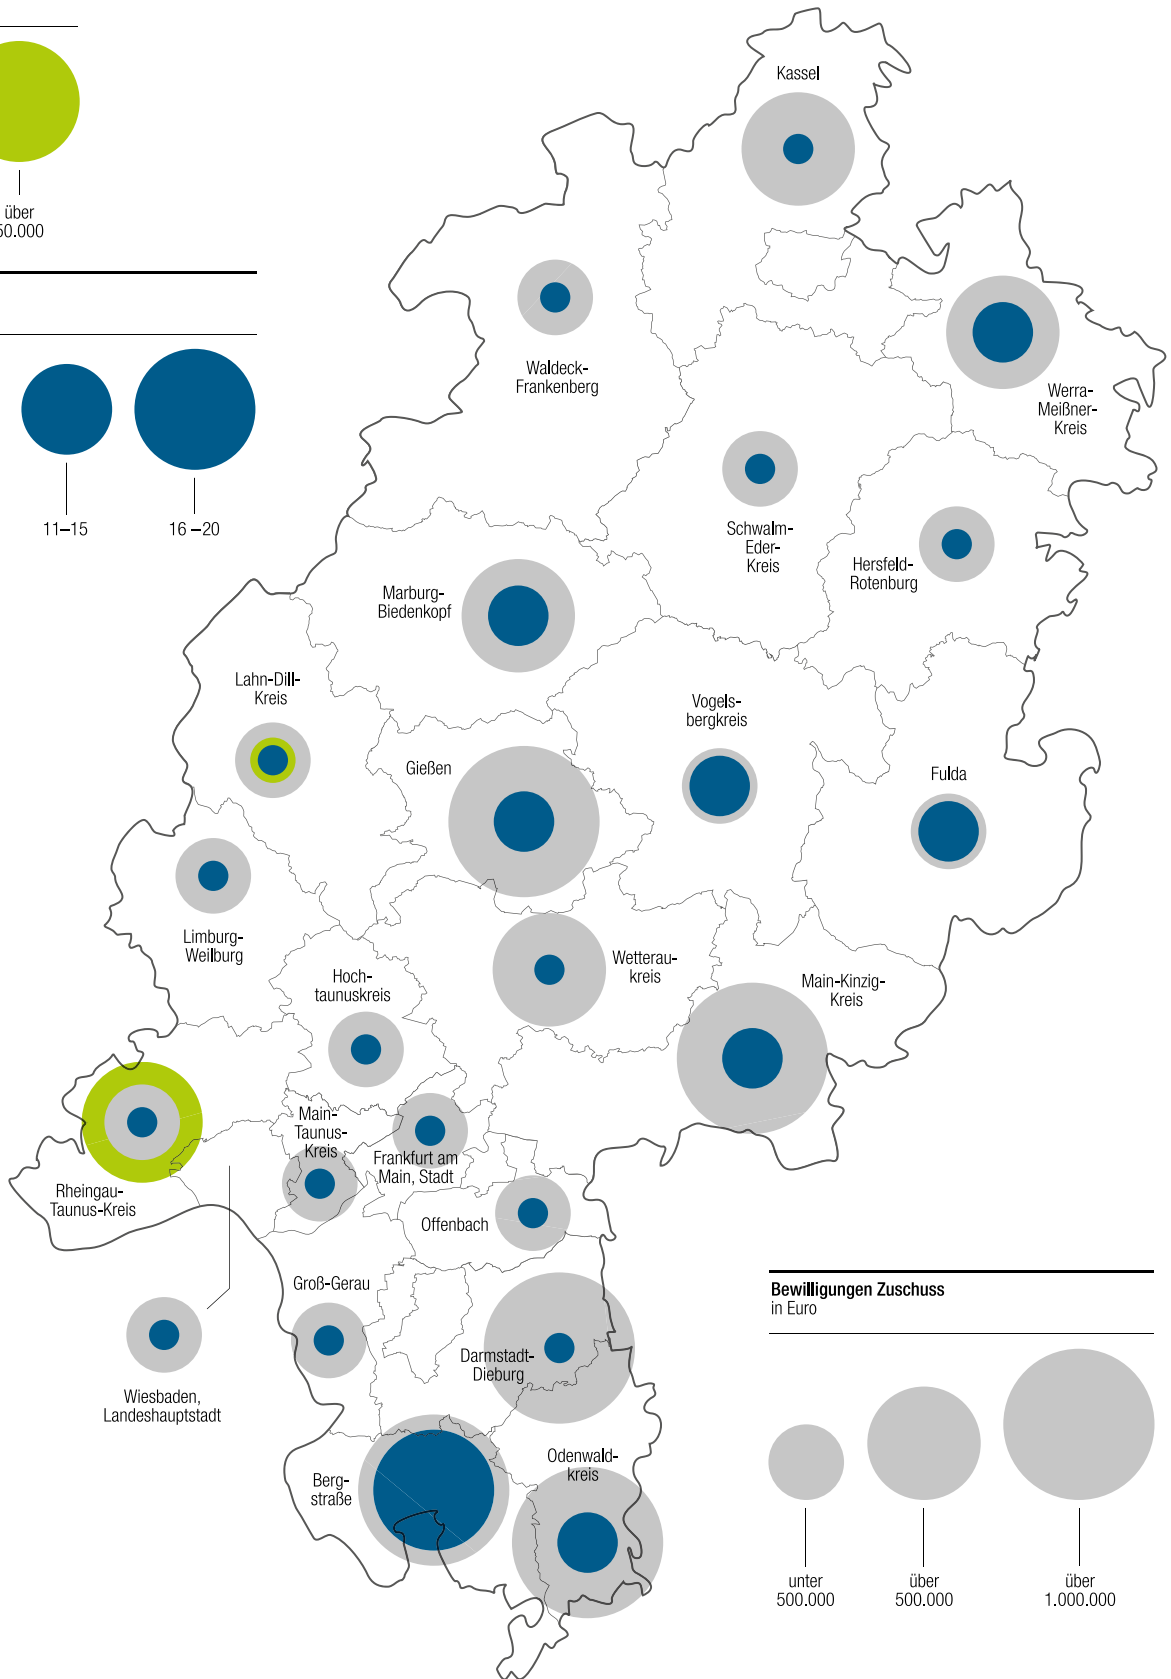 über
50.000
11–15
16 –20
Kassel
Waldeck-
Frankenberg
Werra-
Meißner-
Kreis
Schwalm-
Eder-
Kreis
Hersfeld-
Rotenburg
Marburg-
Biedenkopf
Lahn-Dill-
Kreis
Vogels-
bergkreis
Gießen
Fulda
Limburg-
Weilburg
Hoch-
taunuskreis
Wetterau-
kreis
Main-Kinzig-
Kreis
Main-
Taunus-
Kreis
Frankfurt am
Main, Stadt
Rheingau-
Taunus-Kreis
Offenbach
Groß-Gerau
Darmstadt-
Dieburg
Wiesbaden,
Landeshauptstadt
Odenwald-
kreis
Berg-
straße
Bewilligungen Zuschuss
in Euro
unter
500.000
über
500.000
über
1.000.000